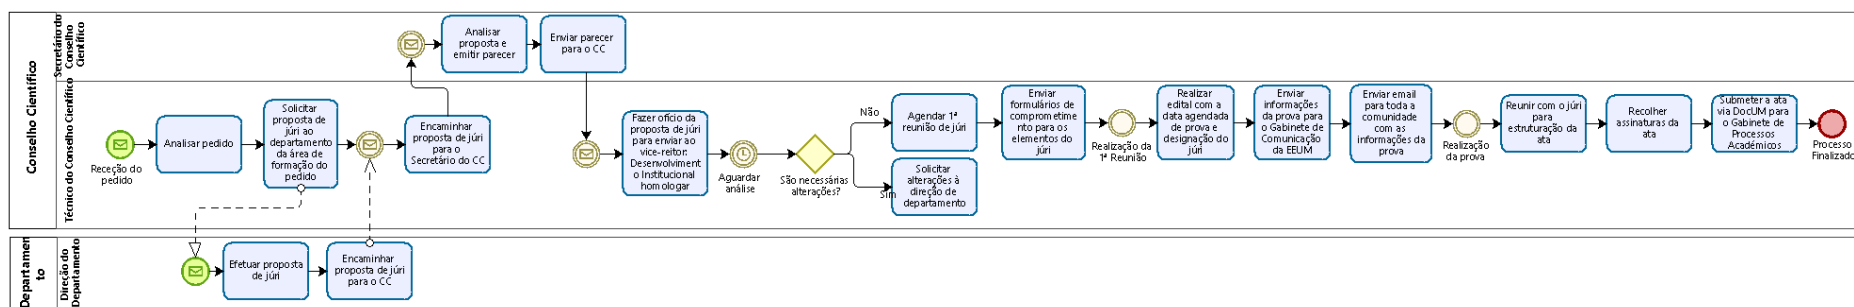 Conselho Científico
Secretário do
Conselho
Científico
Analisar
proposta e
emitir parecer
Enviar parecer
para o CC
Técnico do Conselho Científico
Receção do
pedido
Analisar pedido
Solicitar
proposta de
júri ao
departamento
da área de
formação do
pedido
Encaminhar
proposta de júri
para o
Secretário do CC
Fazer ofício da
proposta de júri
para enviar ao
vice-reitor:
Desenvolviment
o Institucional
homologar
Aguardar
análise
São necessárias
alterações?
Não
Sim
Agendar 1ª
reunião de júri
Solicitar
alterações à
direção de
departamento
Enviar
formulários de
comprometime
nto para os
elementos do
júri
Realização da
1ª Reunião
Realizar
edital com a
data agendada
de prova e
designação do
júri
Enviar
informações
da prova para
o Gabinete de
Comunicação
da EEUM
Enviar email
para toda a
comunidade
com as
informações da
prova
Realização
da prova
Reunir com o júri
para
estruturação da
ata
Recolher
assinaturas da
ata
Submeter a ata
via DocUM para
o Gabinete de
Processos
Académicos
Processo
Finalizado
Departamen
to
Direção do
Departamento
Efetuar proposta
de júri
Encaminhar
proposta de júri
para o CC